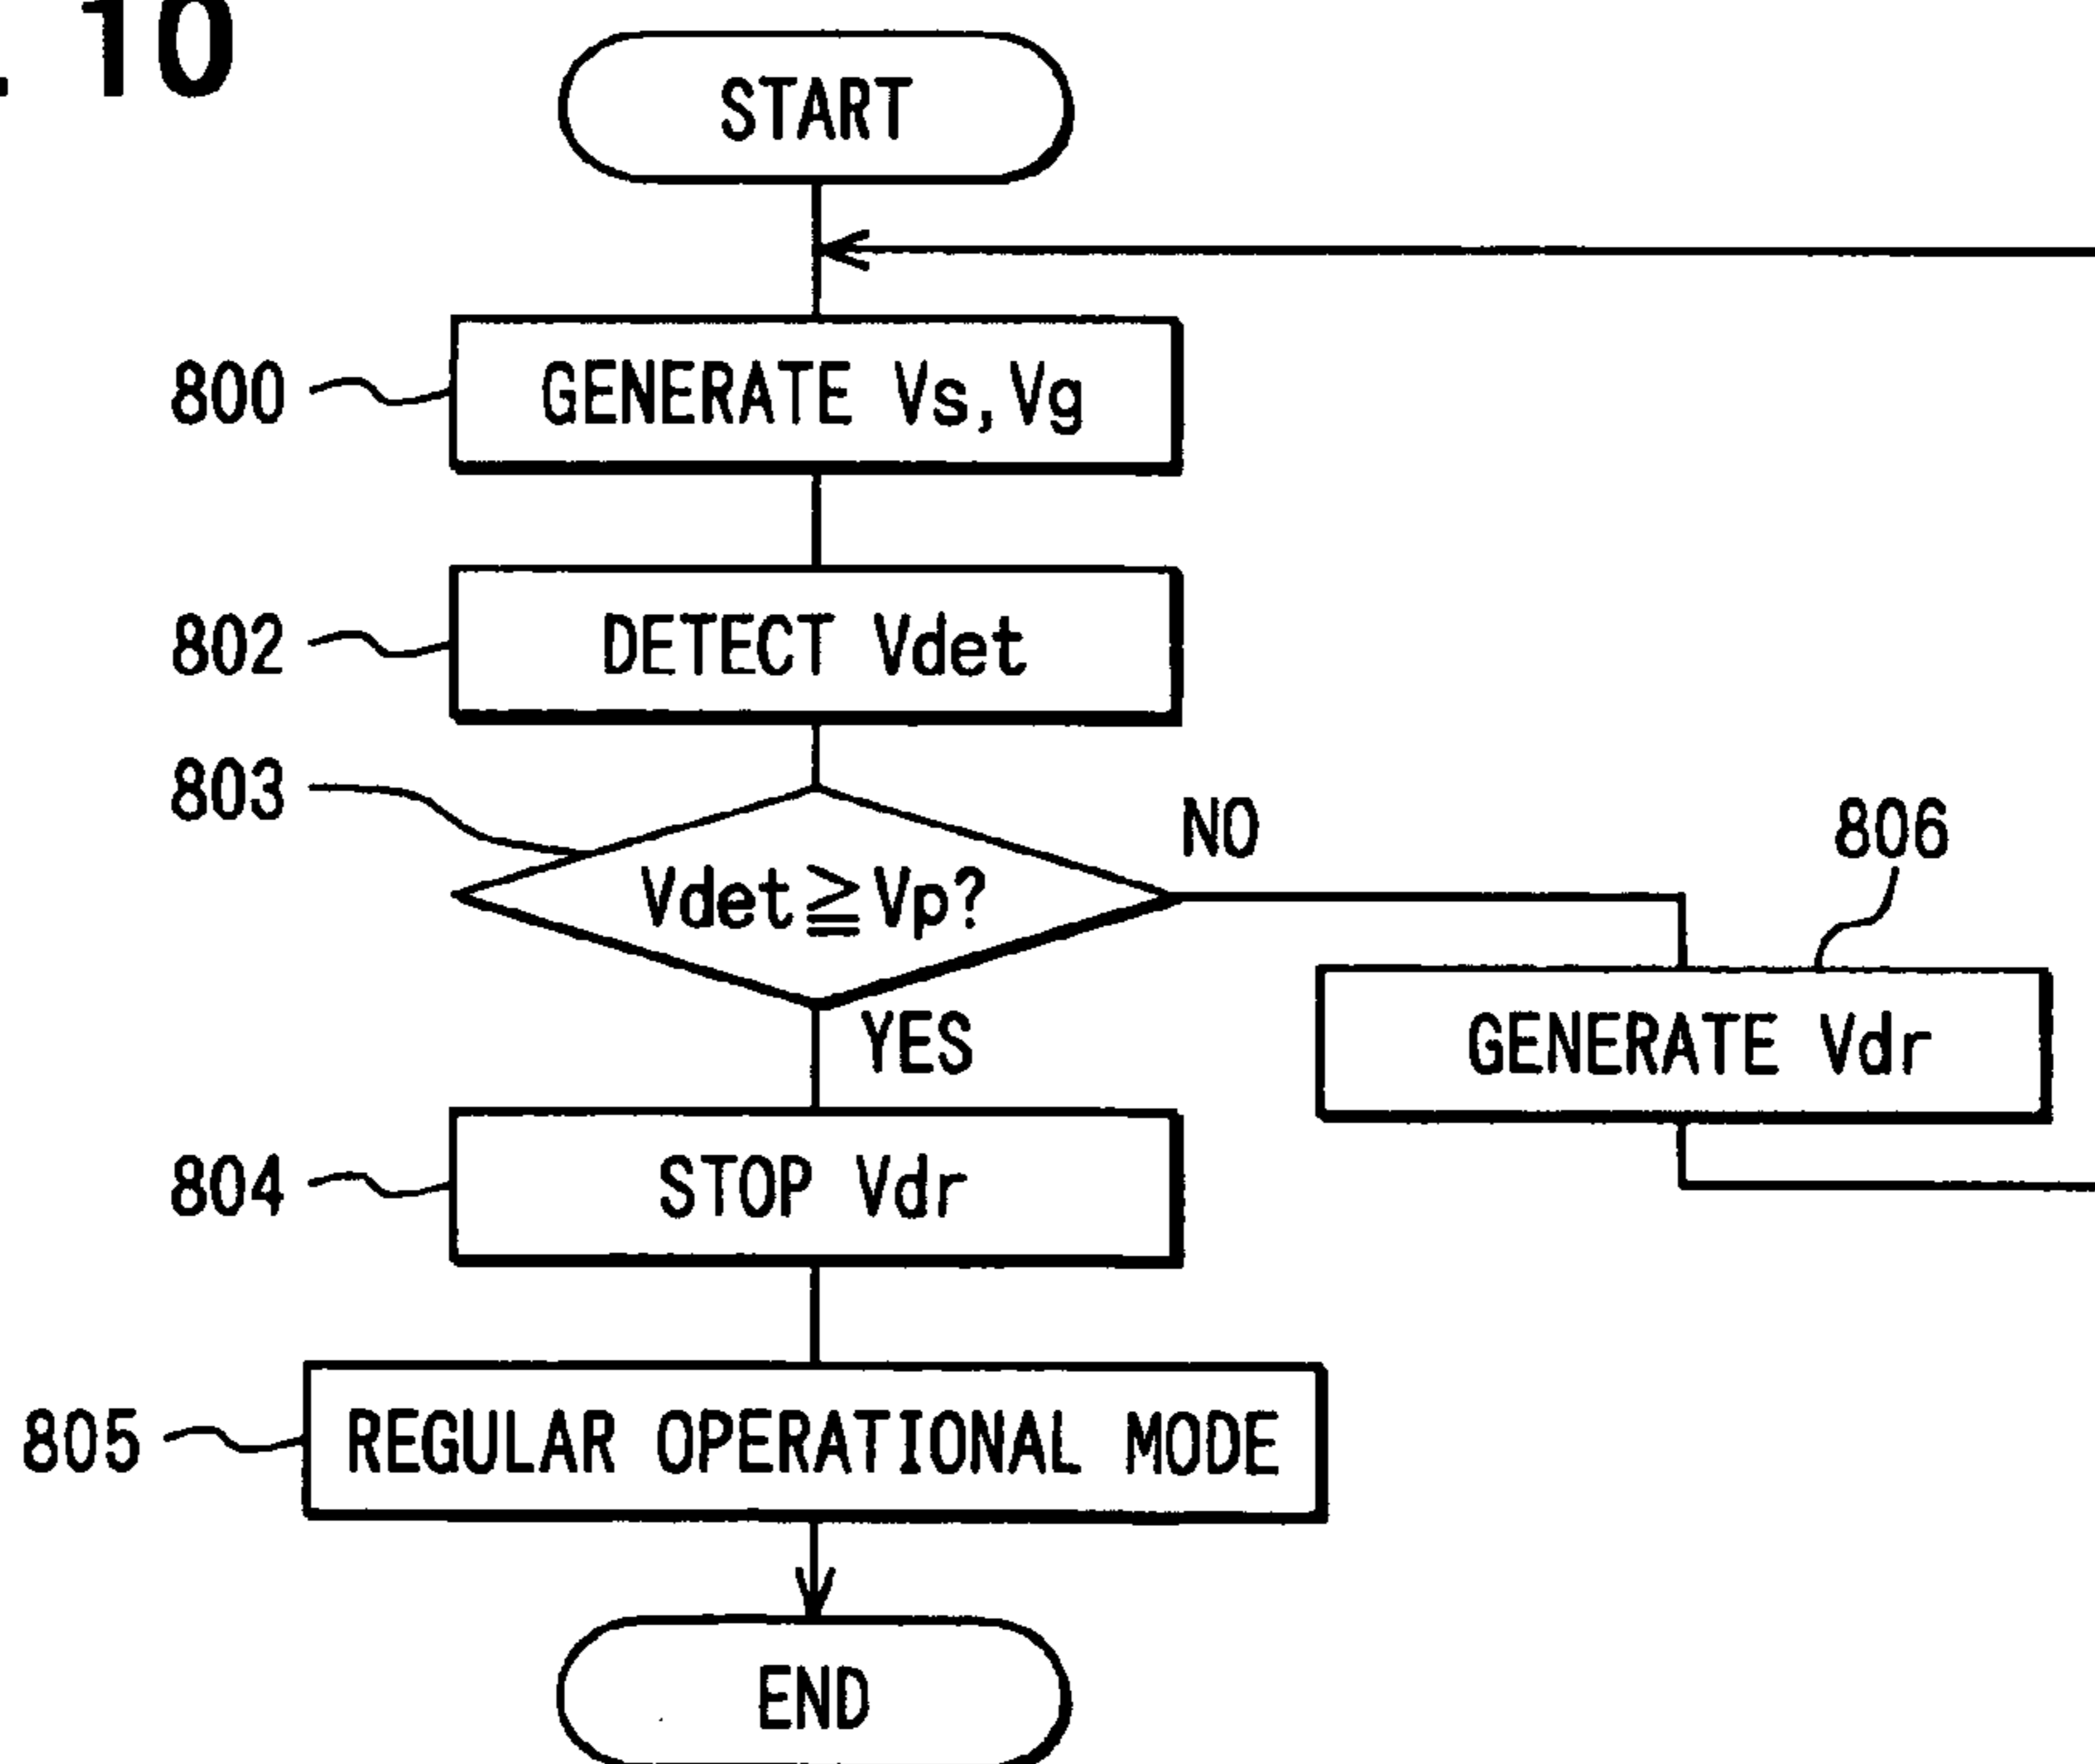 . 10
START
800
GENERATE Vs,Vg
802
DETECT Vdet
803
Vdet≧Vp?
NO
806
GENERATE Vdr
YES
804
STOP Vdr
805
REGULAR OPERATIONAL MODE
END